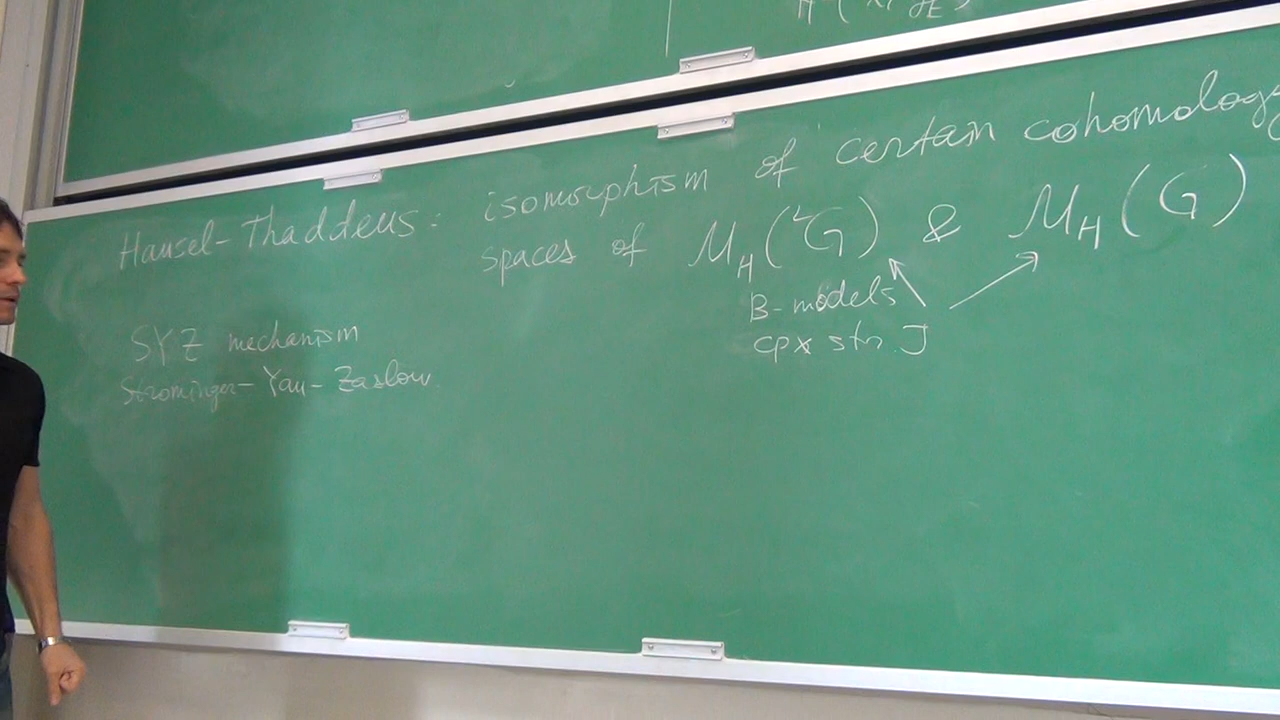 Hausel-Thaddeus: isomorphism of certain cohomology
spaces of M_H(ᴸG) & M_H(G)
B-models
cpx str. J
SYZ mechanism
Strominger-Yau-Zaslow